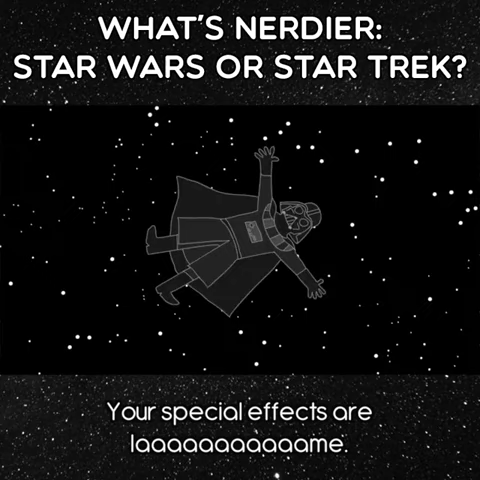 WHAT'S NERDIER:
STAR WARS OR STAR TREK?
Your special effects are
laaaaaaaaaaame.